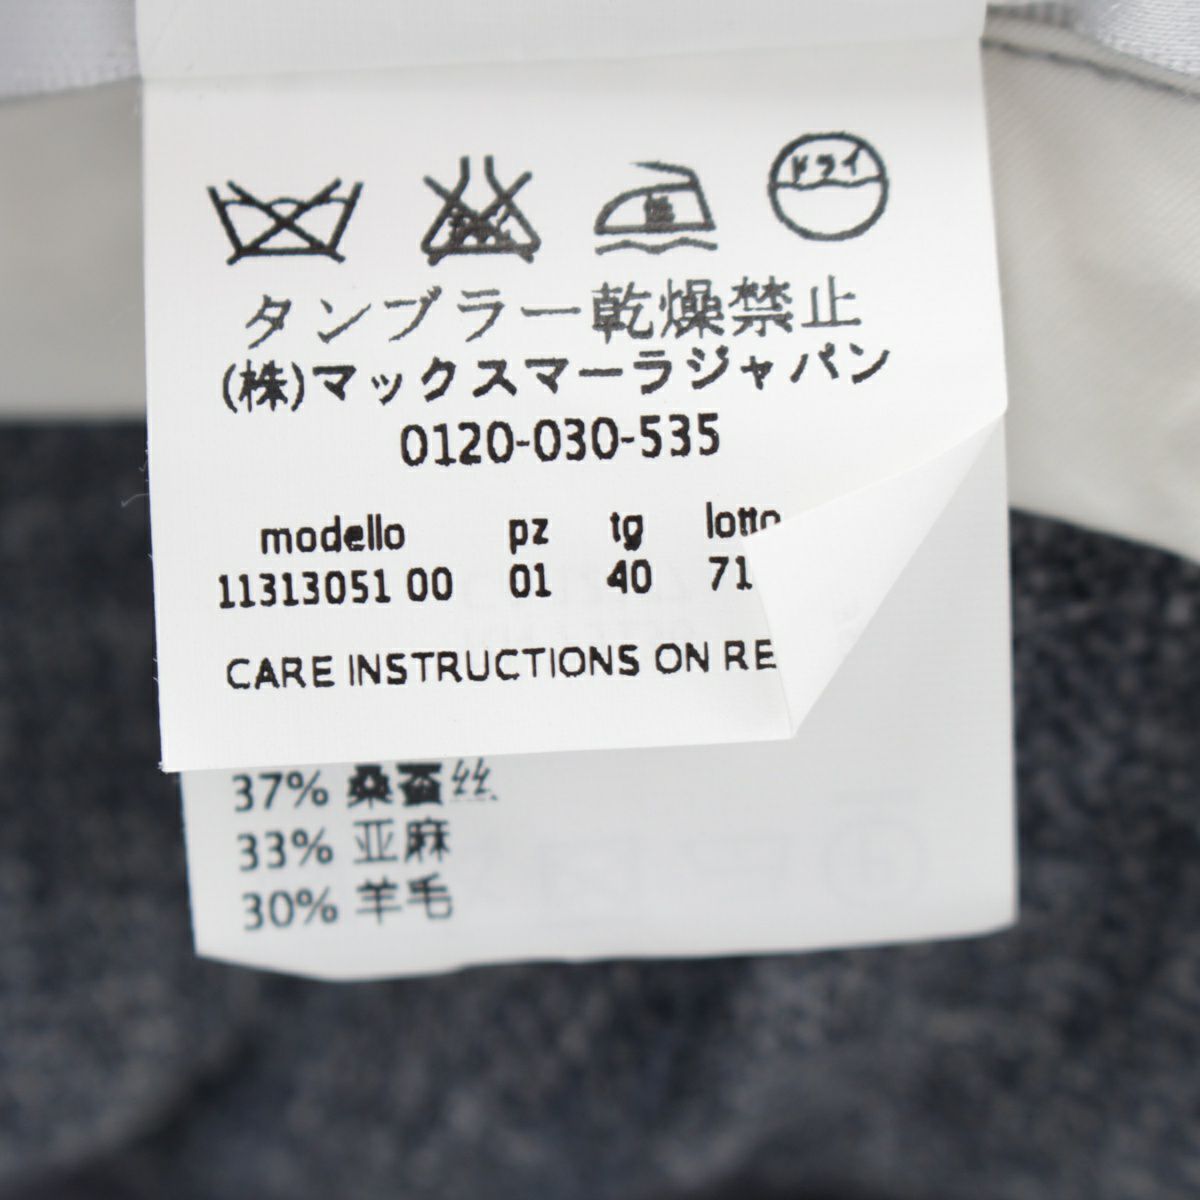 ドライ
低
タンブラー乾燥禁止
(株)マックスマーラジャパン
0120-030-535
modello pz tg lotto
11313051 00 01 40 71
CARE INSTRUCTIONS ON RE
37% 桑蚕丝
33% 亚麻
30% 羊毛